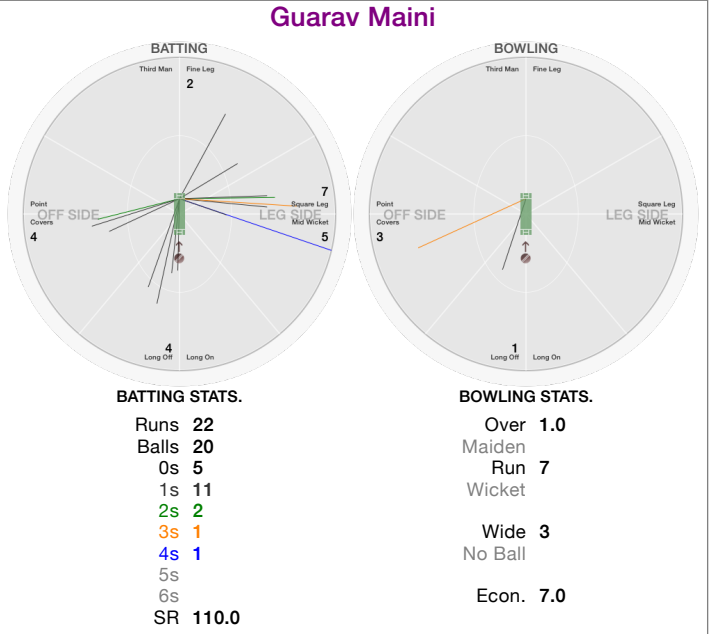 Guarav Maini
BATTING
Third Man Fine Leg
2
7
Point Square Leg
OFF SIDE LEG SIDE
Covers Mid Wicket
4 5
4
Long Off Long On
BOWLING
Third Man Fine Leg
Point Square Leg
OFF SIDE LEG SIDE
Covers Mid Wicket
3
1
Long Off Long On
BATTING STATS.
Runs 22
Balls 20
0s 5
1s 11
2s 2
3s 1
4s 1
5s
6s
SR 110.0
BOWLING STATS.
Over 1.0
Maiden
Run 7
Wicket
Wide 3
No Ball
Econ. 7.0